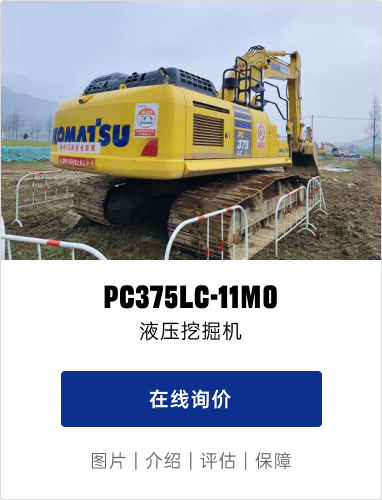 KOMATSU
PC
375
PC375LC-11M0
液压挖掘机
在线询价
图片 | 介绍 | 评估 | 保障